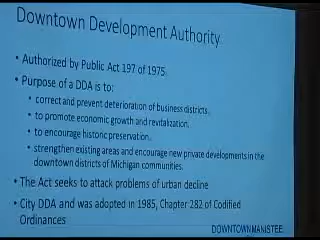 Downtown Development Authority
• Authorized by Public Act 197 of 1975
• Purpose of a DDA is to:
• correct and prevent deterioration of business districts.
• to promote economic growth and revitalization.
• to encourage historic preservation.
• strengthen existing areas and encourage new private developments in the
downtown districts of Michigan communities.
• The Act seeks to attack problems of urban decline
• City DDA and was adopted in 1985, Chapter 282 of Codified
Ordinances
DOWNTOWNMANISTEE.